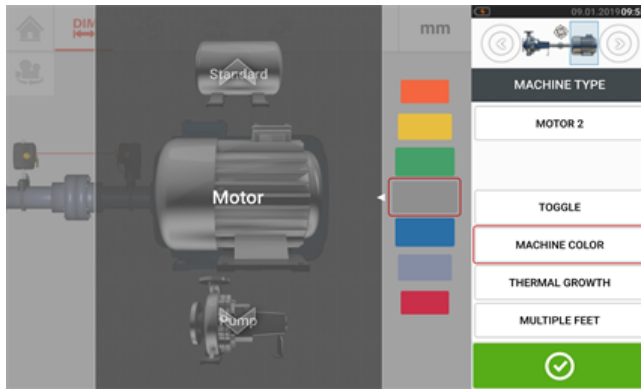 DIM
mm
Standard
Motor
Pump
09.01.2019 09:5
MACHINE TYPE
MOTOR 2
TOGGLE
MACHINE COLOR
THERMAL GROWTH
MULTIPLE FEET